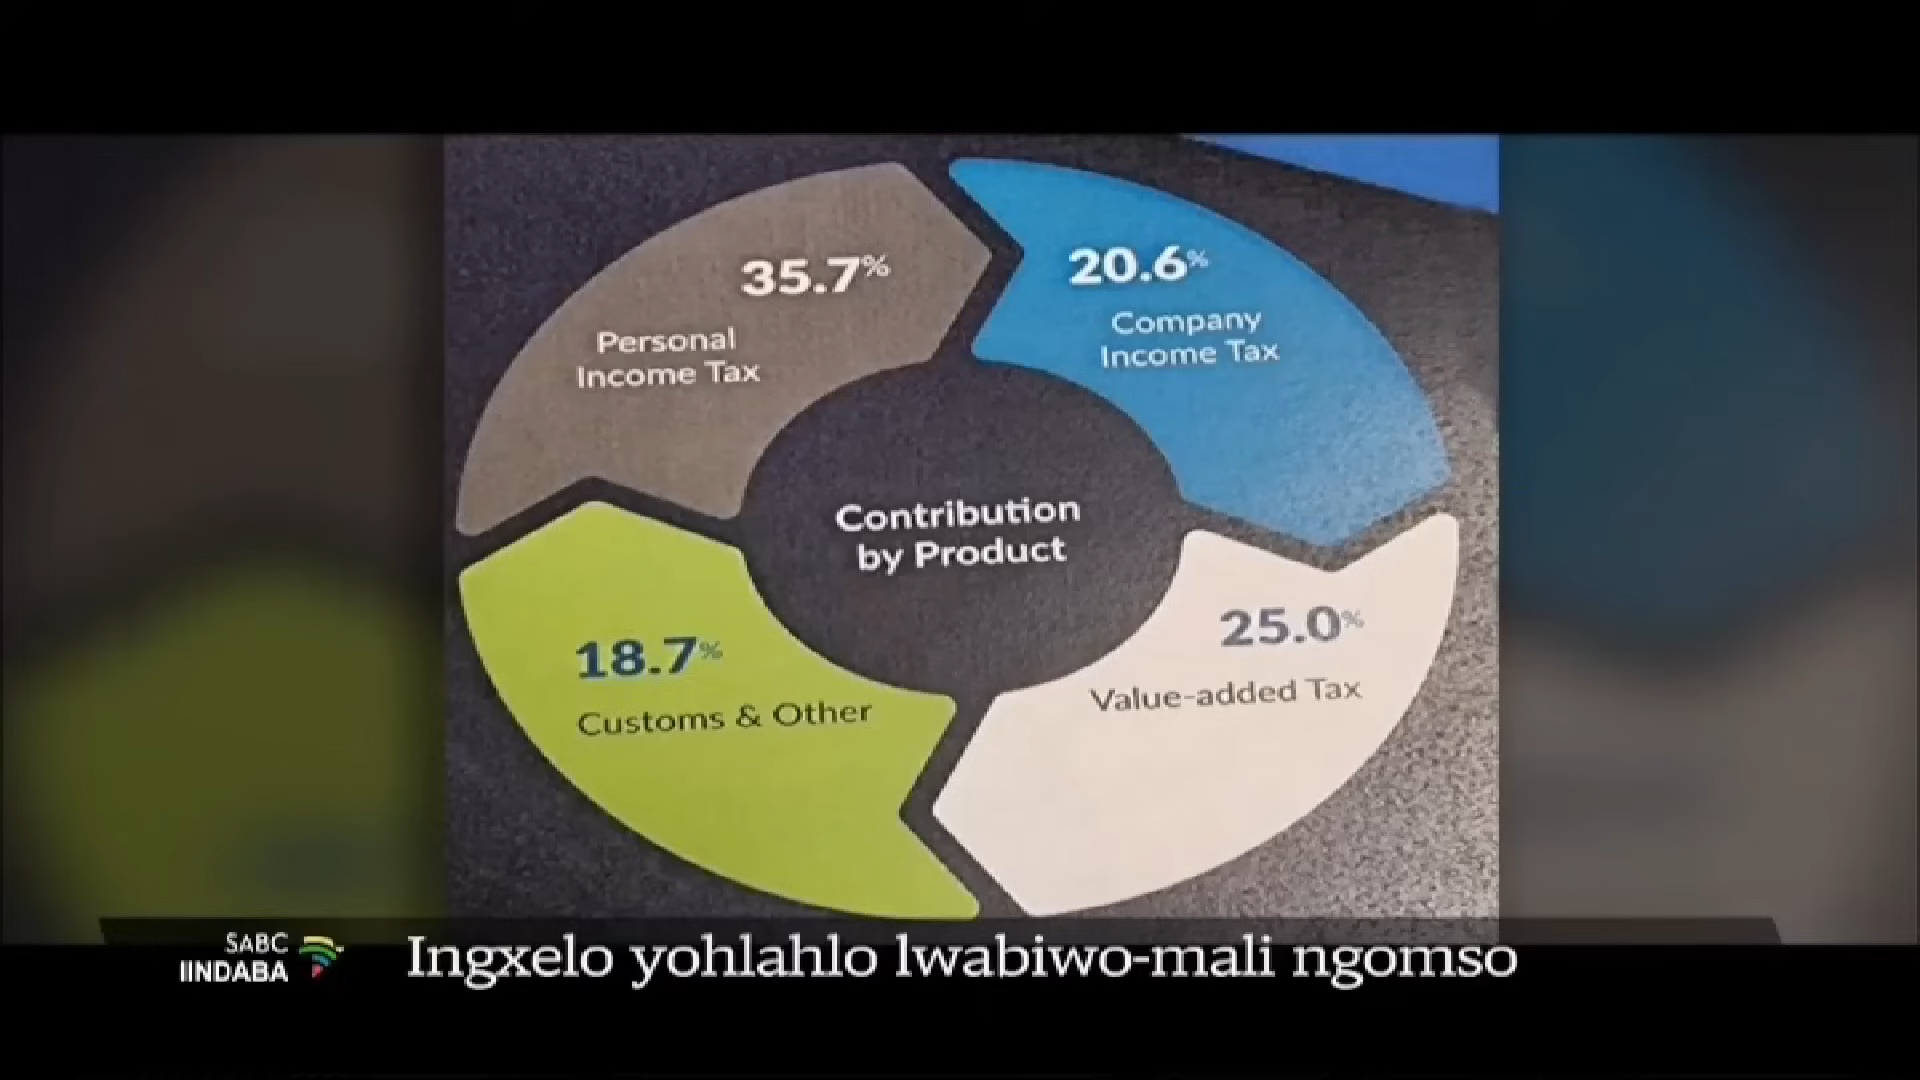 35.7%
Personal
Income Tax
20.6%
Company
Income Tax
Contribution
by Product
18.7%
Customs & Other
25.0%
Value-added Tax
SABC
IINDABA
Ingxelo yohlahlo lwabiwo-mali ngomso